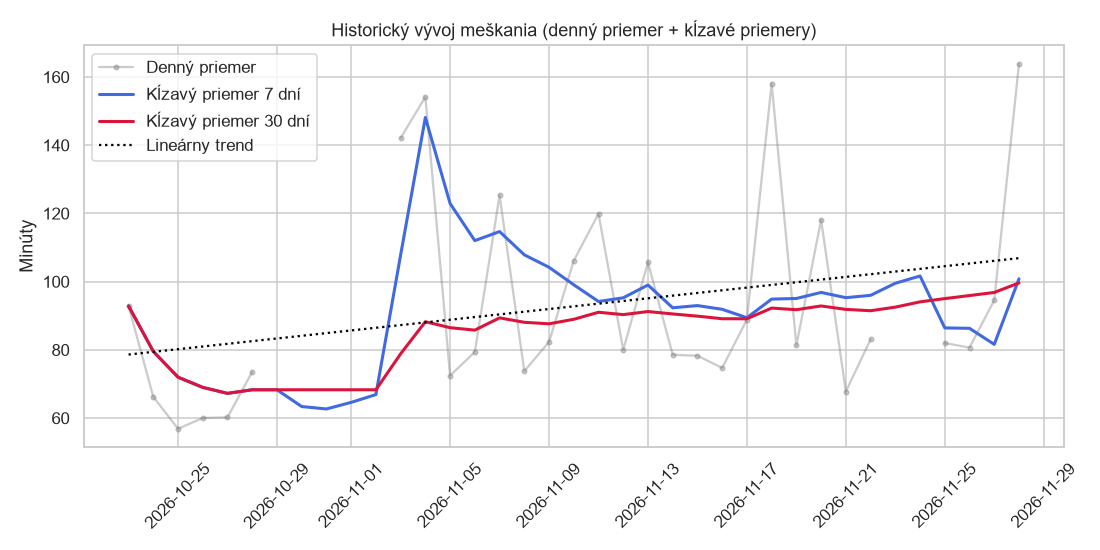 Historický vývoj meškania (denný priemer + kĺzavé priemery)
Denný priemer
Kĺzavý priemer 7 dní
Kĺzavý priemer 30 dní
Lineárny trend
Minúty
160
140
120
100
80
60
2026-10-25
2026-10-29
2026-11-01
2026-11-05
2026-11-09
2026-11-13
2026-11-17
2026-11-21
2026-11-25
2026-11-29